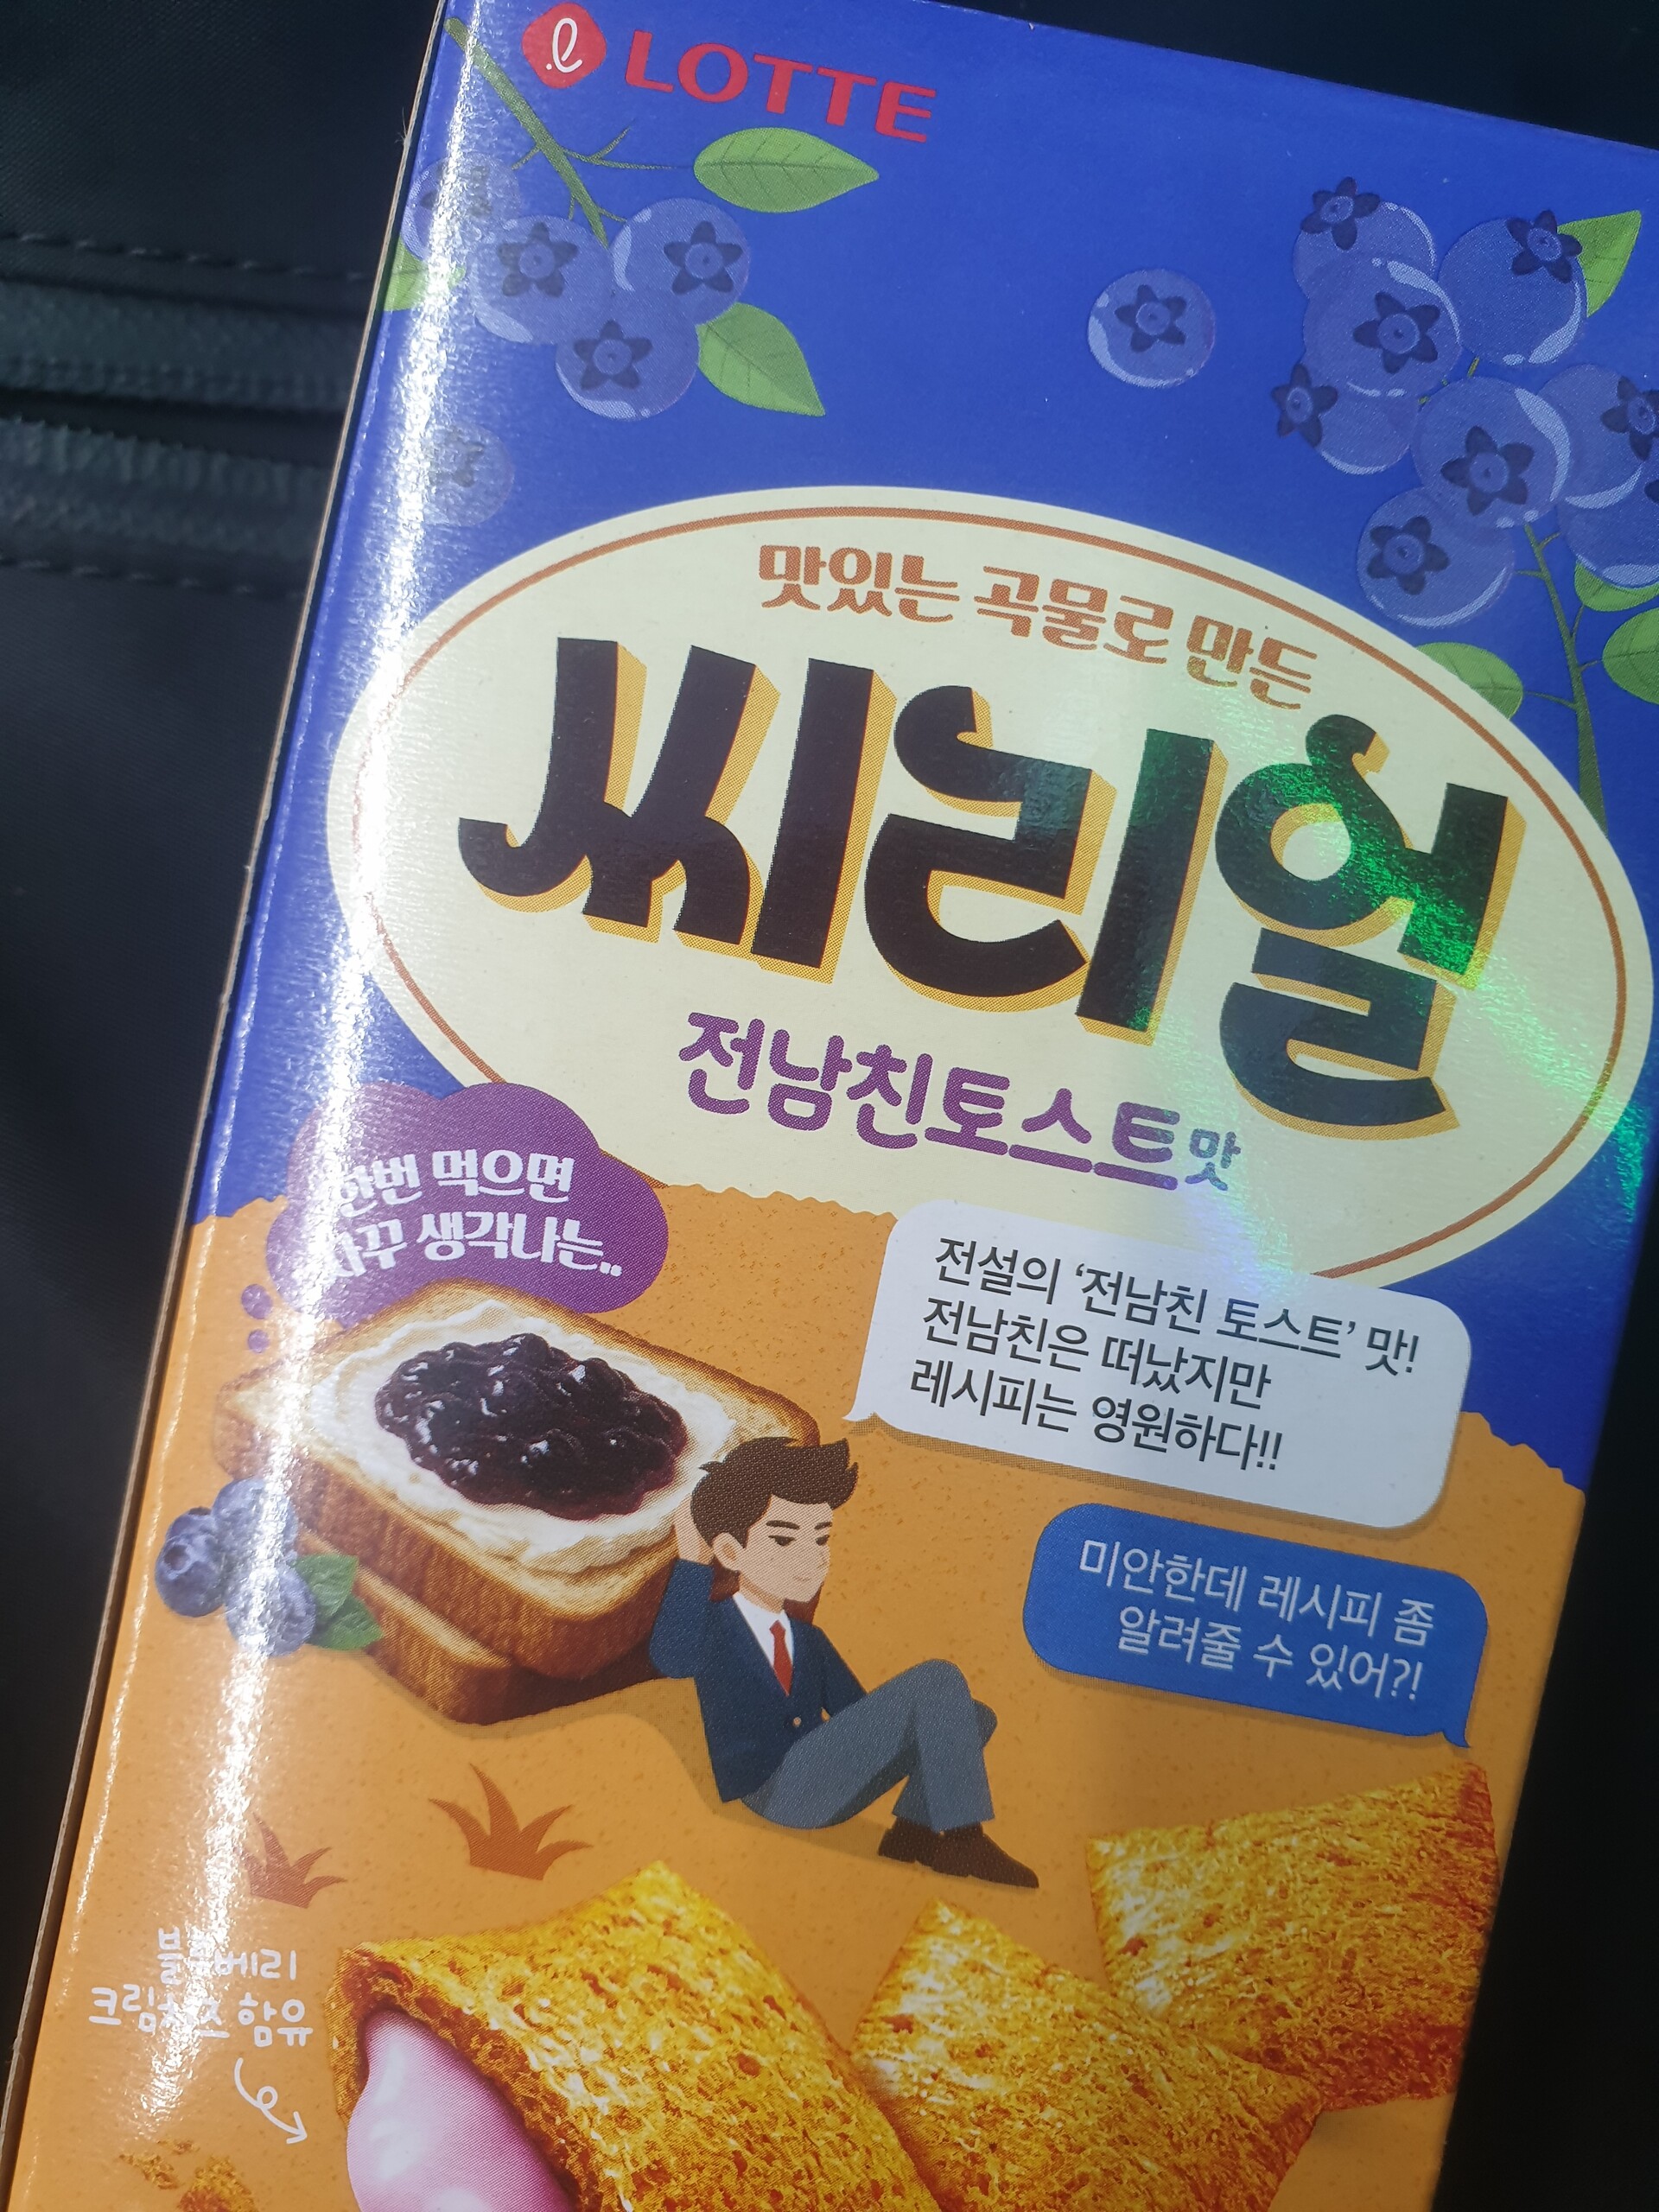 LOTTE
맛있는 곡물로 만든
씨리얼
전남친토스트맛
한번 먹으면
자꾸 생각나는..
전설의 ‘전남친 토스트’ 맛!
전남친은 떠났지만
레시피는 영원하다!!
미안한데 레시피 좀
알려줄 수 있어?!
블루베리
크림치즈 함유